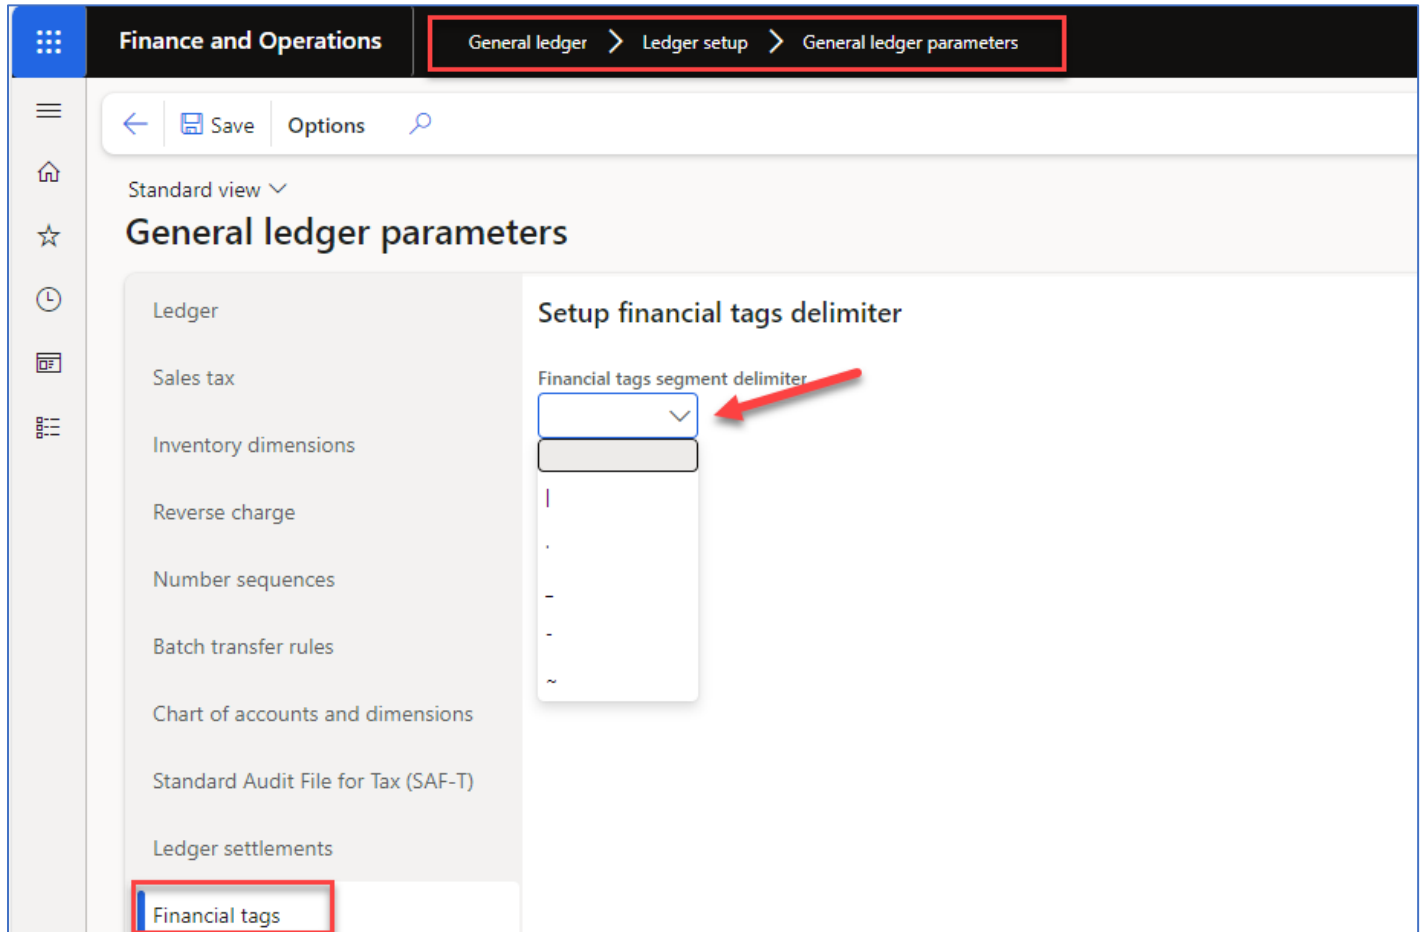 Finance and Operations
General ledger > Ledger setup > General ledger parameters
Save
Options
Standard view
General ledger parameters
Ledger
Sales tax
Inventory dimensions
Reverse charge
Number sequences
Batch transfer rules
Chart of accounts and dimensions
Standard Audit File for Tax (SAF-T)
Ledger settlements
Financial tags
Setup financial tags delimiter
Financial tags segment delimiter
|
.
_
-
~